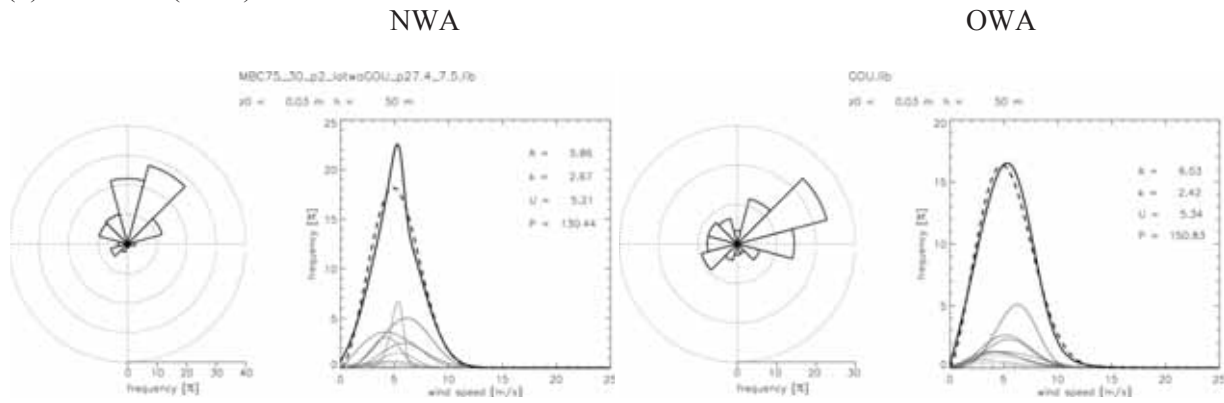 NWA
OWA
MBC75_30_p2_iotwaGOU_p27.4_7.5.lib
z0 < 0.03 m h < 50 m
GOU.lib
z0 < 0.03 m h < 50 m
25
20
15
10
5
0
frequency [%]
A = 5.86
k = 2.67
U = 5.21
P = 130.44
20
15
10
5
0
frequency [%]
A = 6.03
k = 2.42
U = 5.34
P = 150.83
0 10 20 30 40
frequency [%]
0 5 10 15 20 25
wind speed [m/s]
0 10 20 30
frequency [%]
0 5 10 15 20 25
wind speed [m/s]